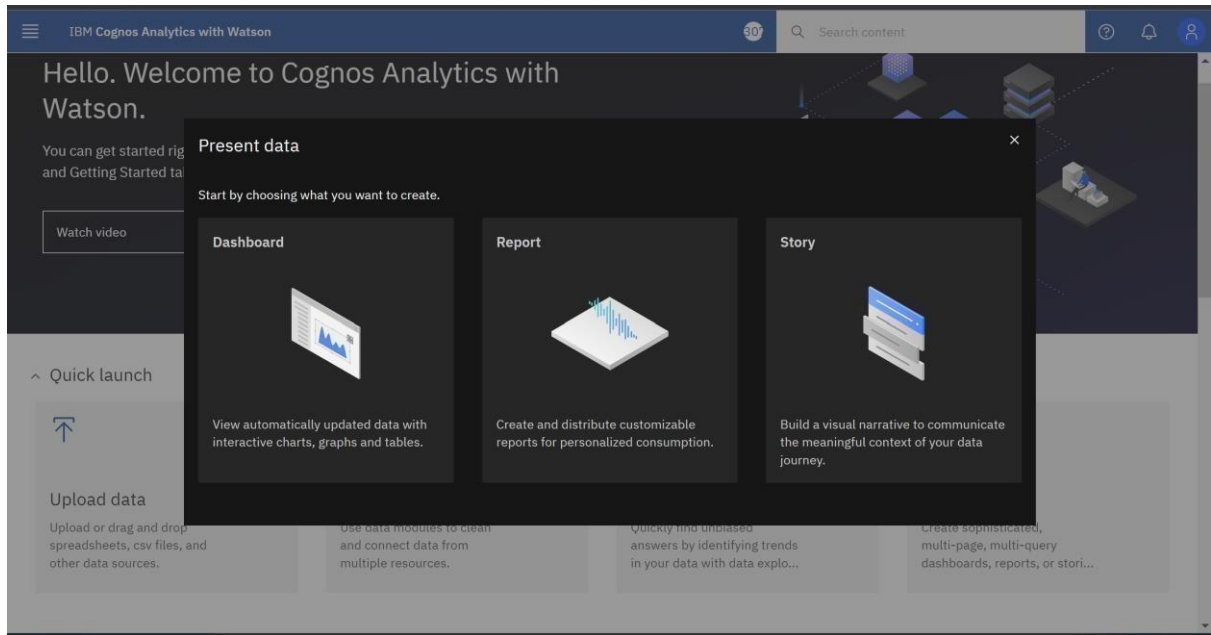 IBM Cognos Analytics with Watson
30?
Search content
Hello. Welcome to Cognos Analytics with
Watson.
You can get started rig
and Getting Started ta
Watch video
Present data
Start by choosing what you want to create.
Dashboard
View automatically updated data with
interactive charts, graphs and tables.
Report
Create and distribute customizable
reports for personalized consumption.
Story
Build a visual narrative to communicate
the meaningful context of your data
journey.
Quick launch
Upload data
Upload or drag and drop
spreadsheets, csv files, and
other data sources.
Use data modules to clean
and connect data from
multiple resources.
Quickly find unbiased
answers by identifying trends
in your data with data explo...
Create sophisticated,
multi-page, multi-query
dashboards, reports, or stori...